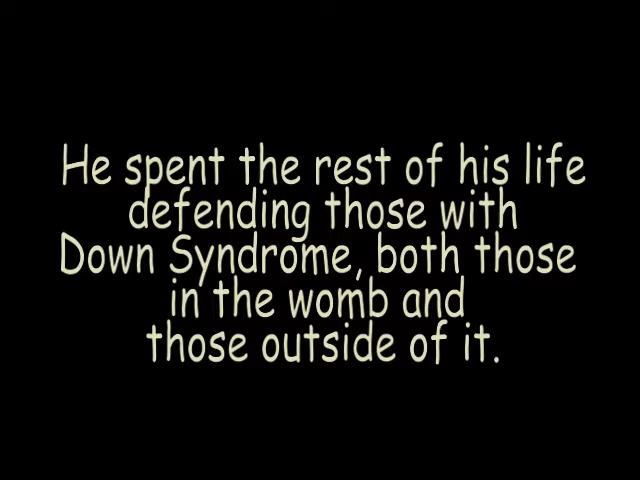 He spent the rest of his life
defending those with
Down Syndrome, both those
in the womb and
those outside of it.